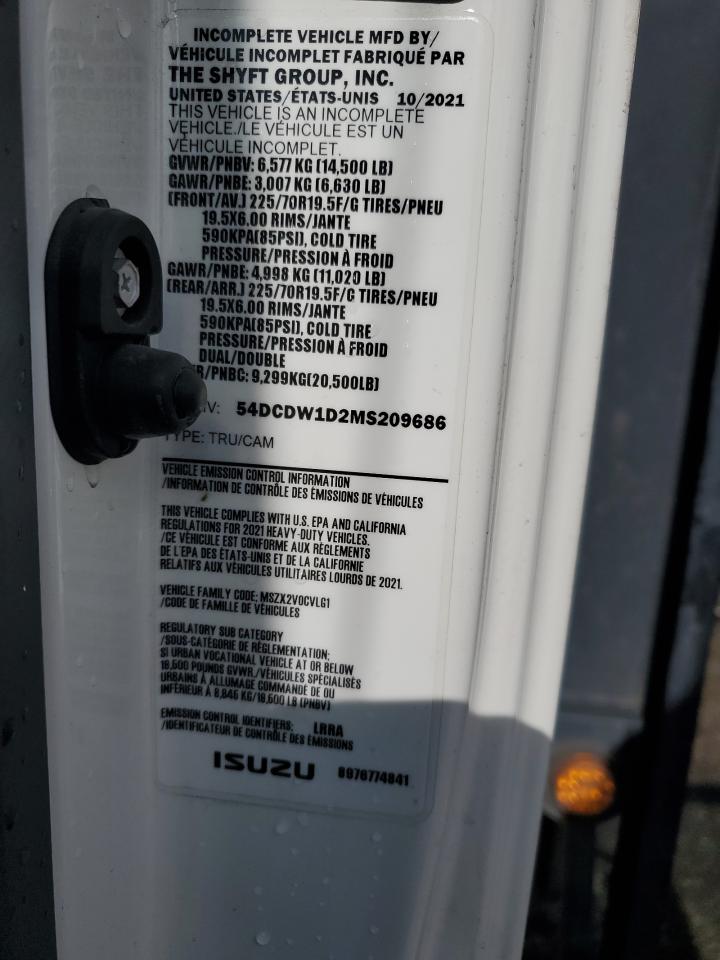 INCOMPLETE VEHICLE MFD BY/
VÉHICULE INCOMPLET FABRIQUÉ PAR
THE SHYFT GROUP, INC.
UNITED STATES/ÉTATS-UNIS 10/2021
THIS VEHICLE IS AN INCOMPLETE
VEHICLE./LE VÉHICULE EST UN
VÉHICULE INCOMPLET.
GVWR/PNBV: 6,577 KG (14,500 LB)
GAWR/PNBE: 3,007 KG (6,630 LB)
(FRONT/AV.) 225/70R19.5F/G TIRES/PNEU
19.5X6.00 RIMS/JANTE
590KPA(85PSI), COLD TIRE
PRESSURE/PRESSION À FROID
GAWR/PNBE: 4,998 KG (11,020 LB)
(REAR/ARR.) 225/70R19.5F/G TIRES/PNEU
19.5X6.00 RIMS/JANTE
590KPA(85PSI), COLD TIRE
PRESSURE/PRESSION À FROID
DUAL/DOUBLE
R/PNBC: 9,299KG(20,500LB)
IV: 54DCDW1D2MS209686
TYPE: TRU/CAM
VEHICLE EMISSION CONTROL INFORMATION
/INFORMATION DE CONTRÔLE DES ÉMISSIONS DE VÉHICULES
THIS VEHICLE COMPLIES WITH U.S. EPA AND CALIFORNIA
REGULATIONS FOR 2021 HEAVY-DUTY VEHICLES.
/CE VÉHICULE EST CONFORME AUX RÈGLEMENTS
DE L'EPA DES ÉTATS-UNIS ET DE LA CALIFORNIE
RELATIFS AUX VÉHICULES UTILITAIRES LOURDS DE 2021.
VEHICLE FAMILY CODE: MSZX2VOCVLG1
/CODE DE FAMILLE DE VÉHICULES
REGULATORY SUB CATEGORY
/SOUS-CATÉGORIE DE RÈGLEMENTATION:
SI URBAN VOCATIONAL VEHICLE AT OR BELOW
19,500 POUNDS GVWR./VÉHICULES SPÉCIALISÉS
URBAINS À ALLUMAGE COMMANDÉ DE OU
INFÉRIEUR À 8,845 KG/19,500 LB (PNBV)
EMISSION CONTROL IDENTIFIERS: LRRA
/IDENTIFICATEUR DE CONTRÔLE DES ÉMISSIONS
ISUZU 8976774841